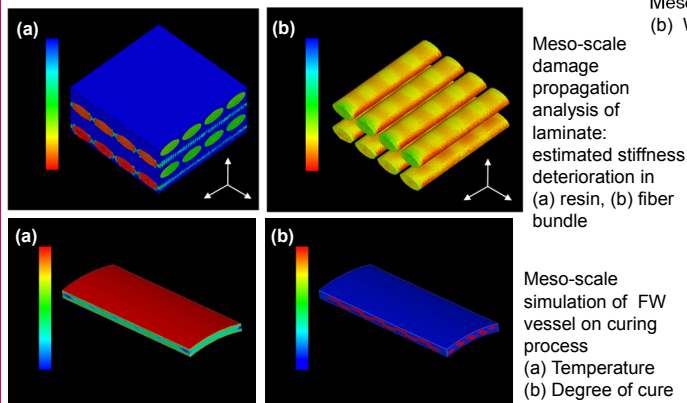 Meso
(b) W
(a)
(b)
Meso-scale
damage
propagation
analysis of
laminate:
estimated stiffness
deterioration in
(a) resin, (b) fiber
bundle
(a)
(b)
Meso-scale
simulation of FW
vessel on curing
process
(a) Temperature
(b) Degree of cure